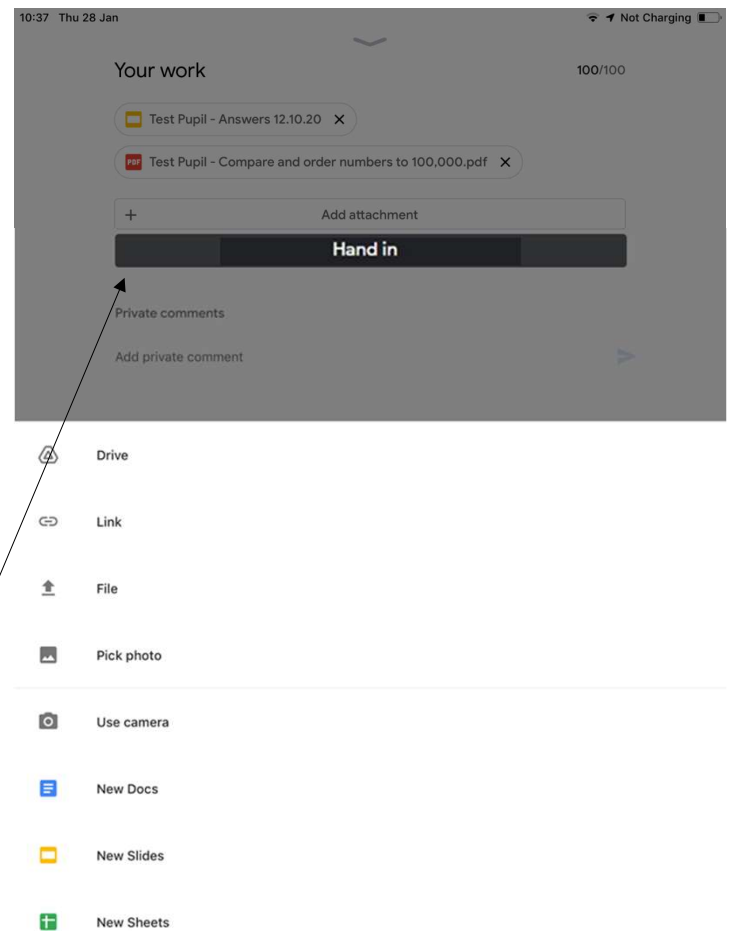 10:37 Thu 28 Jan Not Charging
Your work 100/100
Test Pupil - Answers 12.10.20 X
PDF Test Pupil - Compare and order numbers to 100,000.pdf X
+ Add attachment
Hand in
Private comments
Add private comment
Drive
Link
File
Pick photo
Use camera
New Docs
New Slides
New Sheets